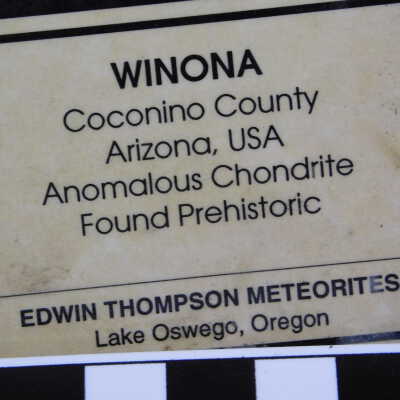 WINONA
Coconino County
Arizona, USA
Anomalous Chondrite
Found Prehistoric
EDWIN THOMPSON METEORITES
Lake Oswego, Oregon